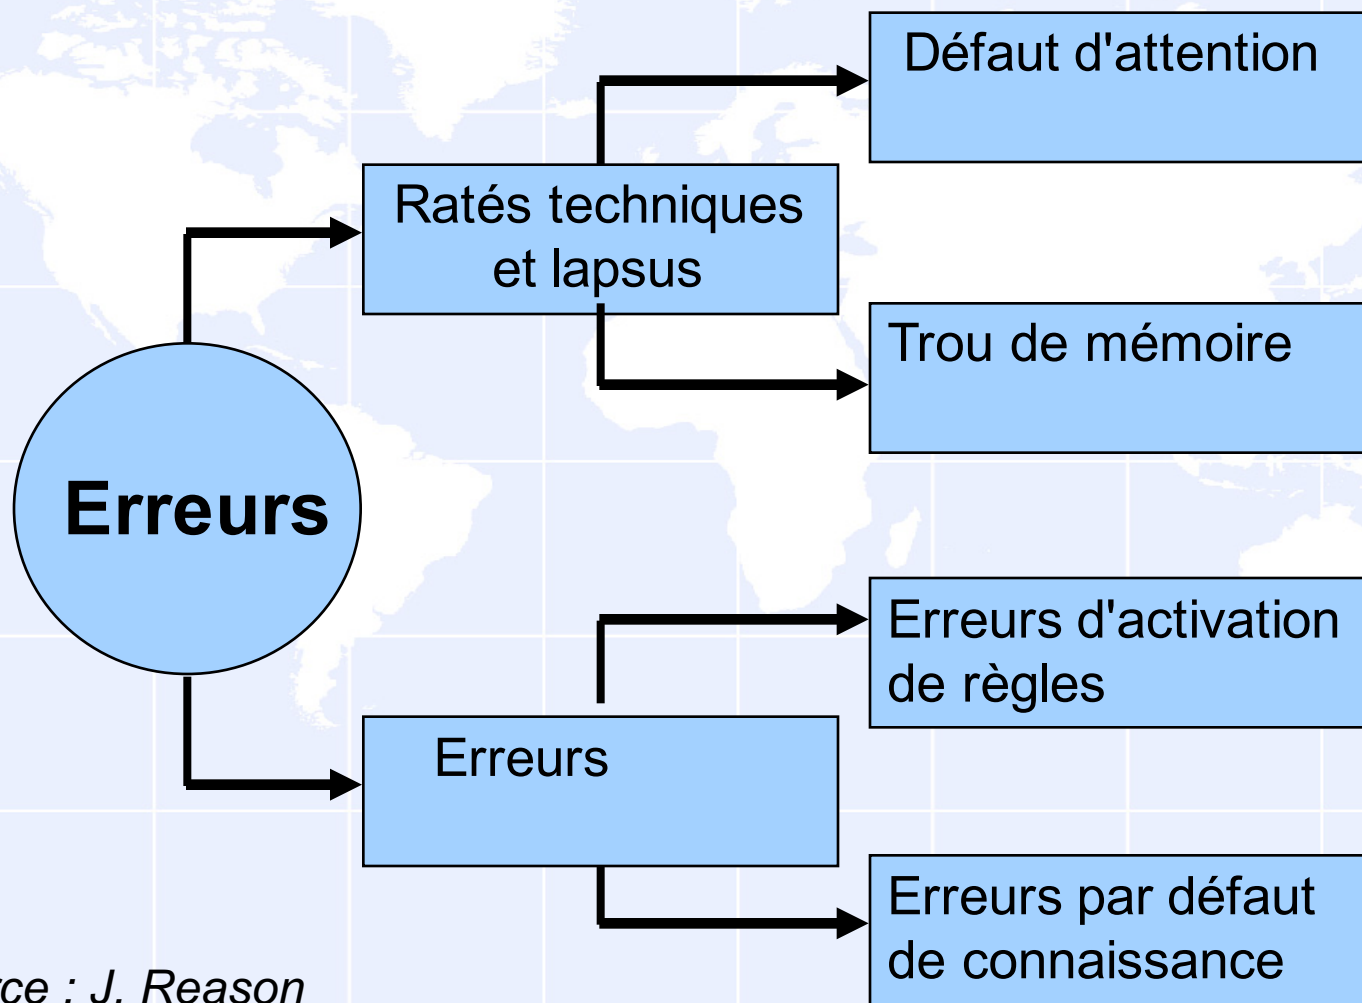 Défaut d'attention
Ratés techniques
et lapsus
Trou de mémoire
Erreurs
Erreurs d'activation
de règles
Erreurs
Erreurs par défaut
de connaissance
: J. Reason